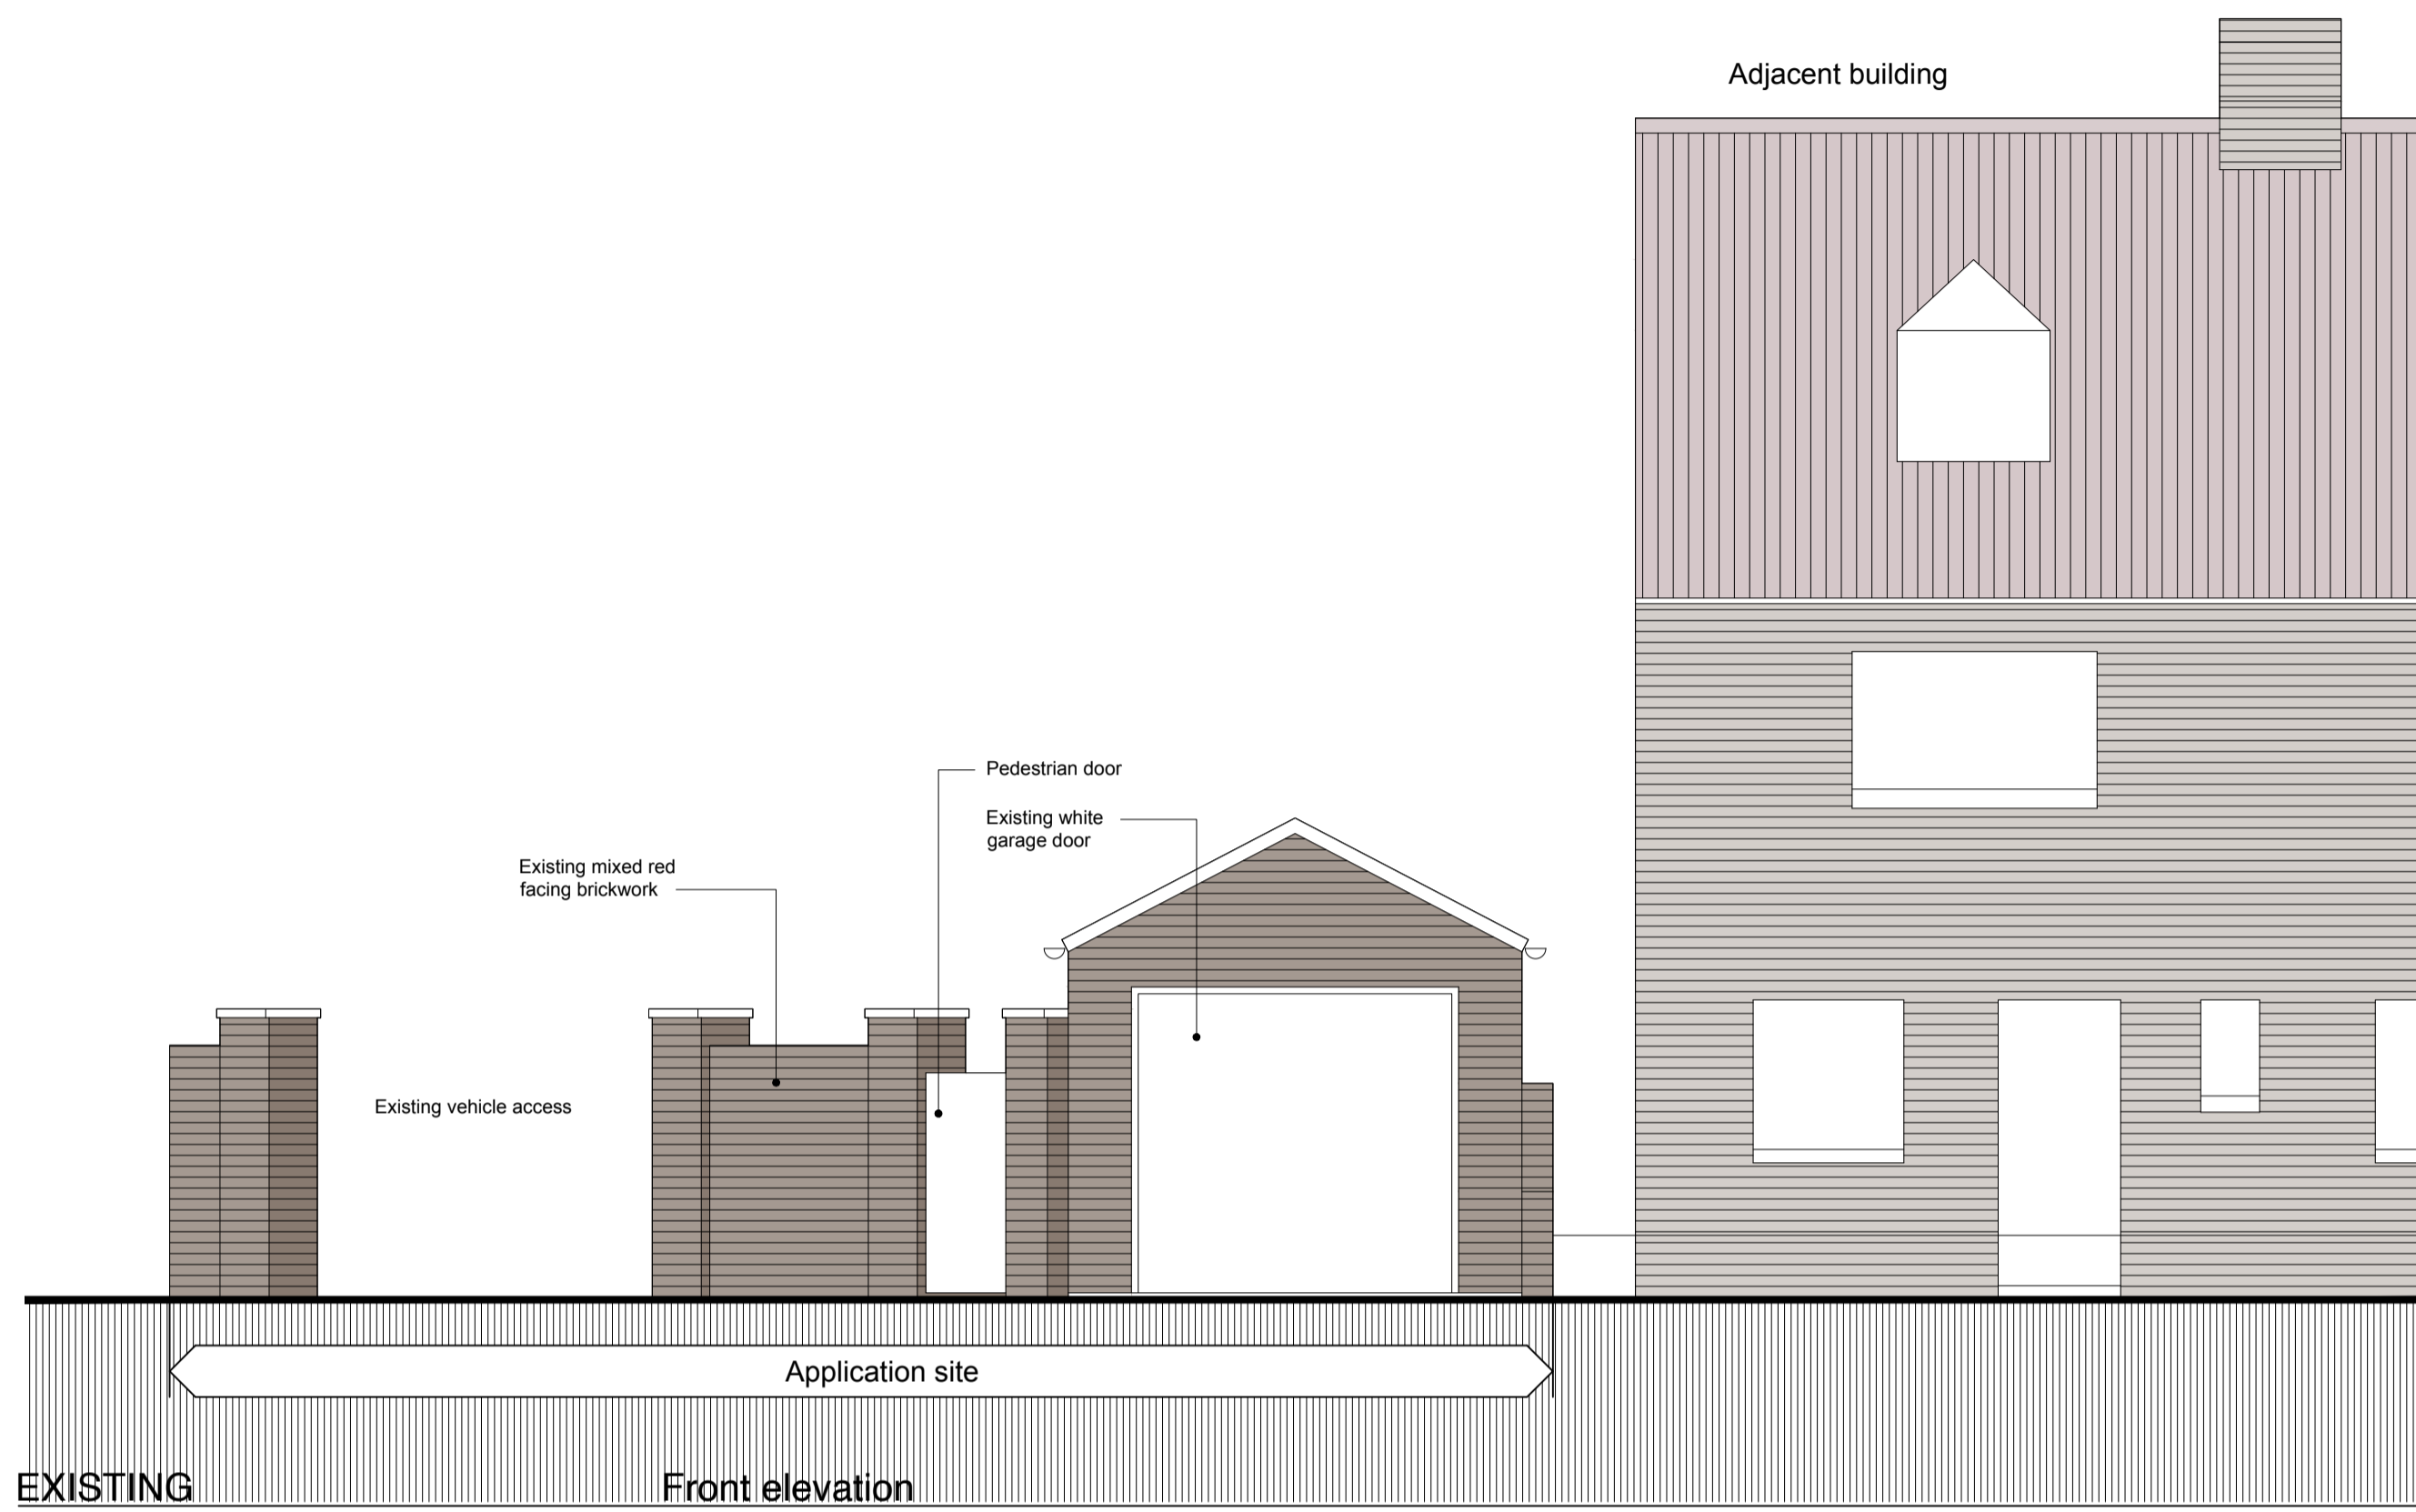 Adjacent building
Pedestrian door
Existing white
garage door
Existing mixed red
facing brickwork
Existing vehicle access
Application site
EXISTING
Front elevation